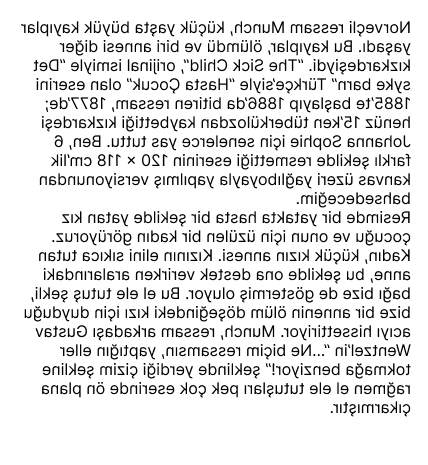 Norveçli ressam Munch, küçük yaşta büyük kayıplar
yaşadı. Bu kayıplar, ölümdü ve biri annesi diğer
kızkardeşiydi. "The Sick Child", orijinal ismiyle "Det
syke barn" Türkçe'siyle "Hasta Çocuk" olan eserini
1885'te başlayıp 1886'da bitiren ressam, 1877'de;
henüz 15'ken tüberkülozdan kaybettiği kızkardeşi
Johanna Sophie için senelerce yas tuttu. Ben, 6
farklı şekilde resmettiği eserinin 120 × 118 cm'lik
kanvas üzeri yağlıboyayla yapılmış versiyonundan
bahsedeceğim.
Resimde bir yatakta hasta bir şekilde yatan kız
çocuğu ve onun için üzülen bir kadın görüyoruz.
Kadın, küçük kızın annesi. Kızının elini sıkıca tutan
anne, bu şekilde ona destek verirken aralarındaki
bağı bize de göstermiş oluyor. Bu el ele tutuş şekli,
bize bir annenin ölüm döşeğindeki kızı için duyduğu
acıyı hissettiriyor. Munch, ressam arkadaşı Gustav
Wentzel'in "...Ne biçim ressamsın, yaptığın eller
tokmağa benziyor!" şeklinde yerdiği çizim şekline
rağmen el ele tutuşları pek çok eserinde ön plana
çıkarmıştır.